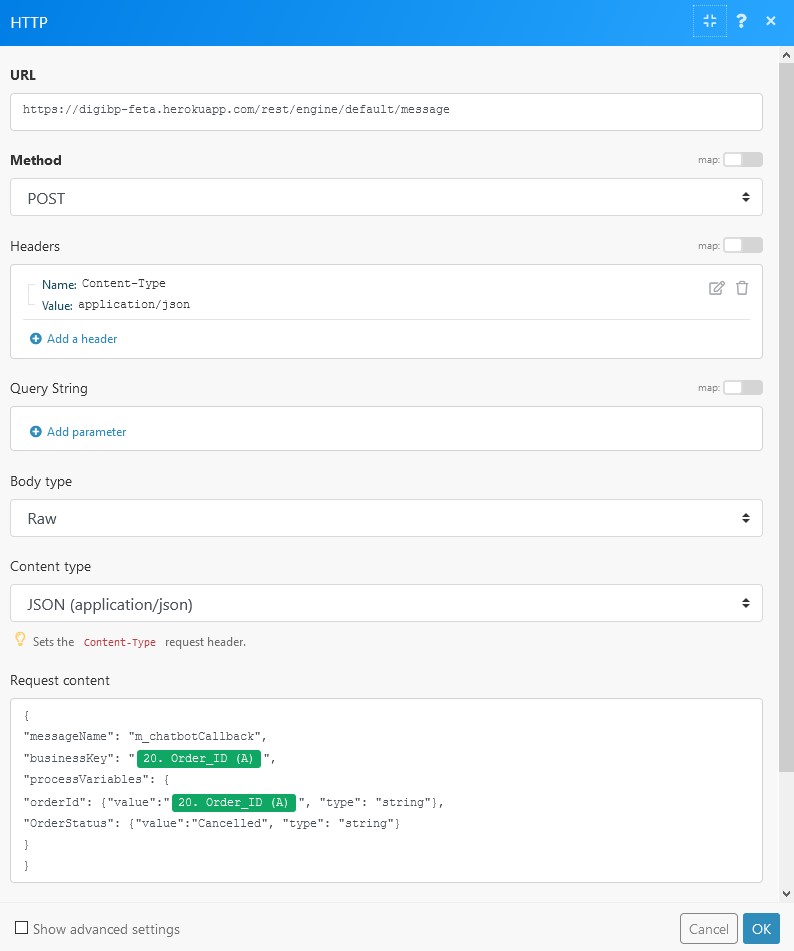 HTTP
?
×
URL
https://digibp-feta.herokuapp.com/rest/engine/default/message
Method
map:
POST
Headers
map:
Name: Content-Type
Value: application/json
Add a header
Query String
map:
Add parameter
Body type
Raw
Content type
JSON (application/json)
Sets the Content-Type request header.
Request content
{
"messageName": "m_chatbotCallback",
"businessKey": "20. Order_ID (A)",
"processVariables": {
"orderId": {"value":"20. Order_ID (A)", "type": "string"},
"OrderStatus": {"value":"Cancelled", "type": "string"}
}
}
Show advanced settings
Cancel
OK